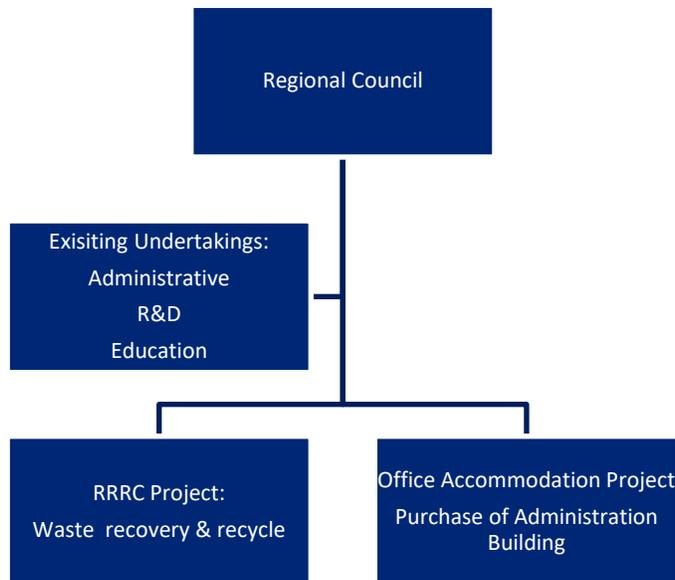 Regional Council
Exisiting Undertakings:
Administrative
R&D
Education
RRRC Project:
Waste recovery & recycle
Office Accommodation Project
Purchase of Administration
Building